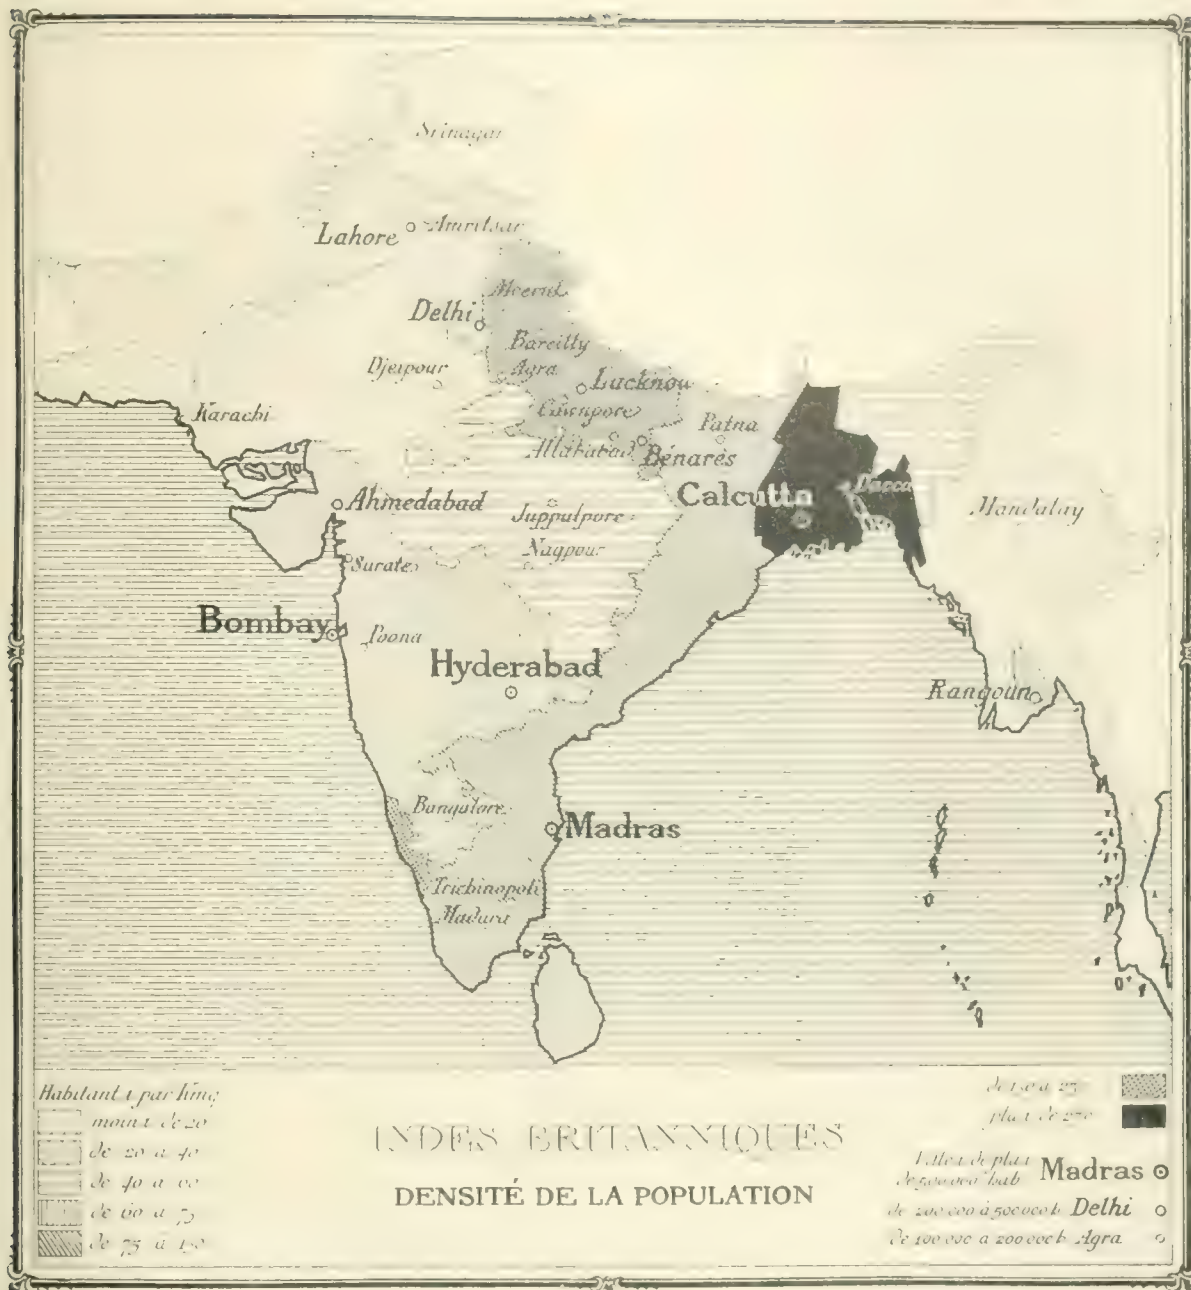 Srinagar
Lahore
Amritsar
Meerut
Delhi
Bareilly
Djeïpour
Agra
Lucknow
Karachi
Cawnpore
Patna
Allahabad
Bénarès
Calcutta
Dacca
Ahmedabad
Juppulpore
Mandalay
Nagpour
Surate
Bombay
Poona
Hyderabad
Rangoun
Bangalore
Madras
Trichinopoli
Madura
Habitants par kmq
moins de 20
de 20 à 40
de 40 à 60
de 60 à 75
de 75 à 150
INDES BRITANNIQUES
DENSITÉ DE LA POPULATION
de 150 à
plus de
Villes de plus
de 500 000 hab. Madras
de 200 000 à 500 000 h. Delhi
de 100 000 à 200 000 h. Agra